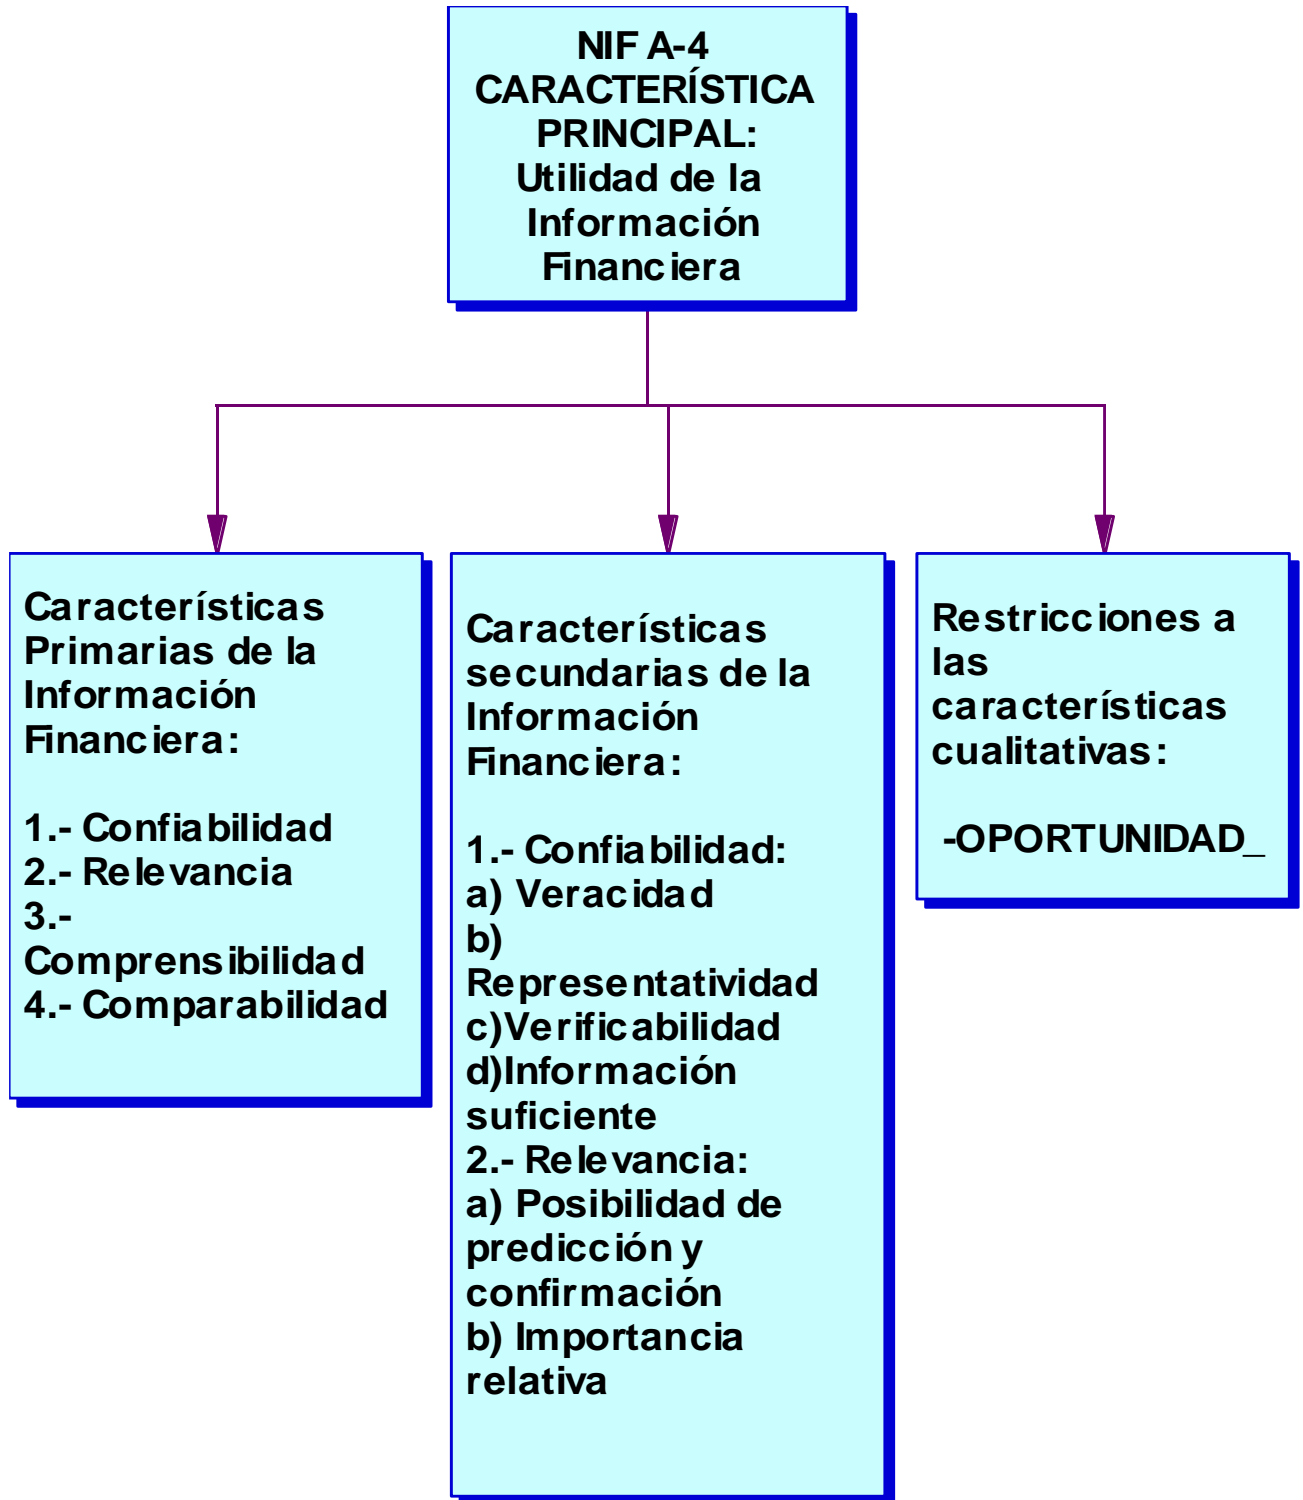 NIF A-4
CARACTERÍSTICA
PRINCIPAL:
Utilidad de la
Información
Financiera
Características
Primarias de la
Información
Financiera:
1.- Confiabilidad
2.- Relevancia
3.-
Comprensibilidad
4.- Comparabilidad
Características
secundarias de la
Información
Financiera:
1.- Confiabilidad:
a) Veracidad
b)
Representatividad
c)Verificabilidad
d)Información
suficiente
2.- Relevancia:
a) Posibilidad de
predicción y
confirmación
b) Importancia
relativa
Restricciones a
las
características
cualitativas:
-OPORTUNIDAD_